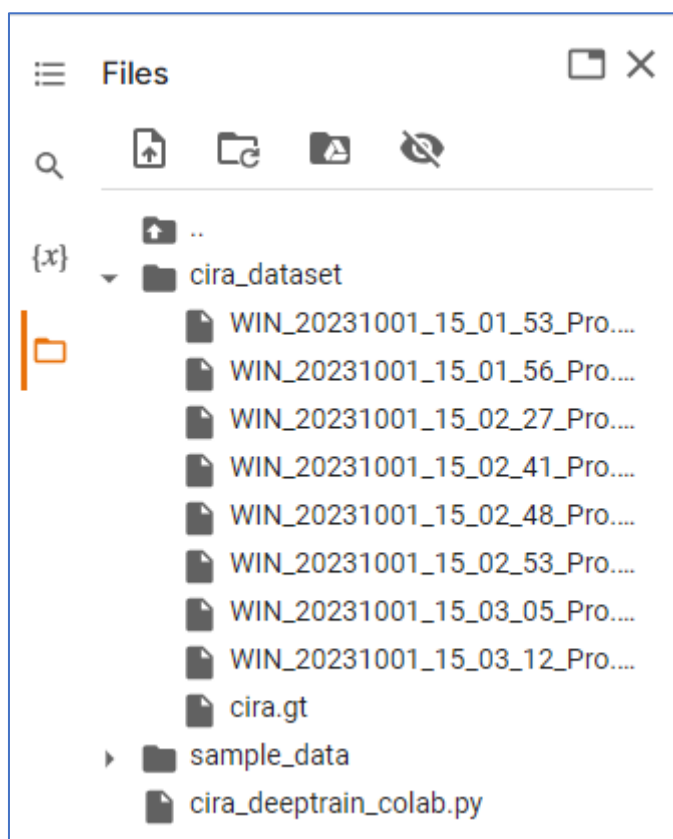 Files
{x}
..
cira_dataset
WIN_20231001_15_01_53_Pro....
WIN_20231001_15_01_56_Pro....
WIN_20231001_15_02_27_Pro....
WIN_20231001_15_02_41_Pro....
WIN_20231001_15_02_48_Pro....
WIN_20231001_15_02_53_Pro....
WIN_20231001_15_03_05_Pro....
WIN_20231001_15_03_12_Pro....
cira.gt
sample_data
cira_deeptrain_colab.py